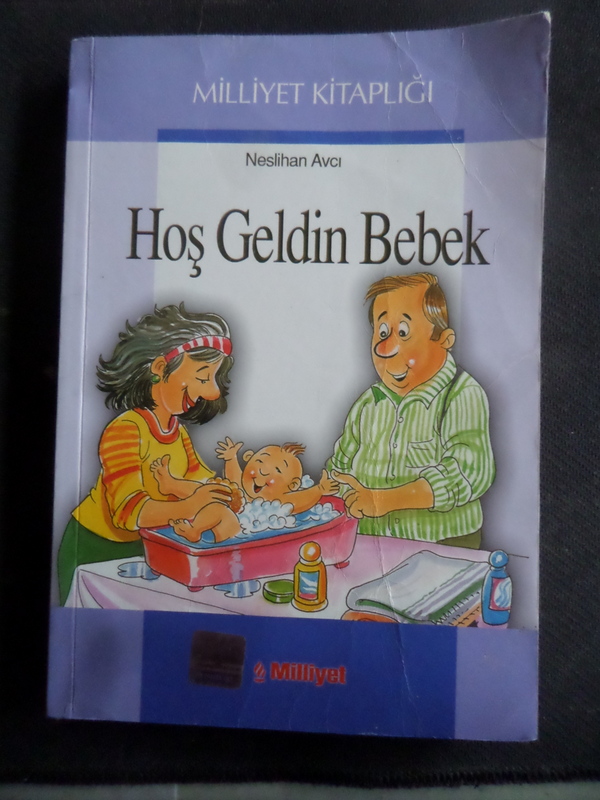 MİLLİYET KİTAPLIĞI
Neslihan Avcı
Hoş Geldin Bebek
Milliyet